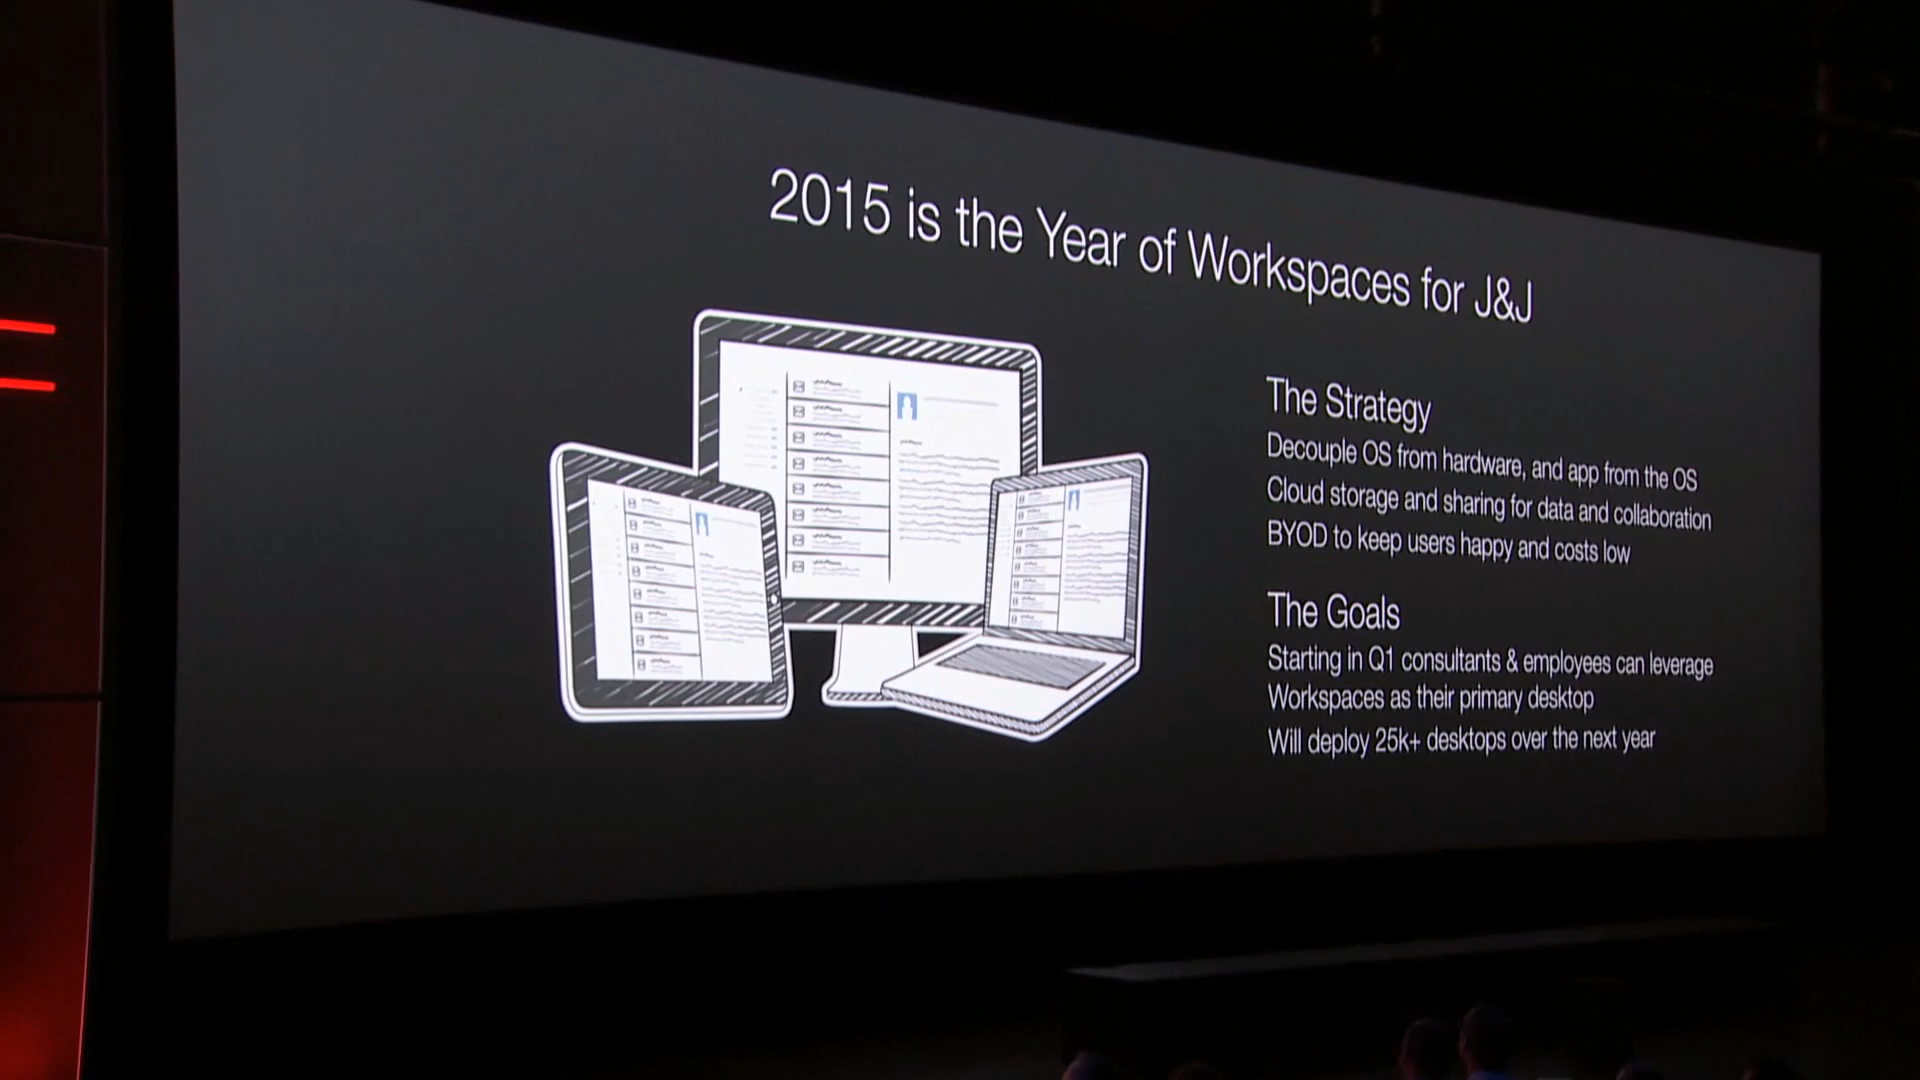 2015 is the Year of Workspaces for J&J
The Strategy
Decouple OS from hardware, and app from the OS
Cloud storage and sharing for data and collaboration
BYOD to keep users happy and costs low
The Goals
Starting in Q1 consultants & employees can leverage
Workspaces as their primary desktop
Will deploy 25k+ desktops over the next year